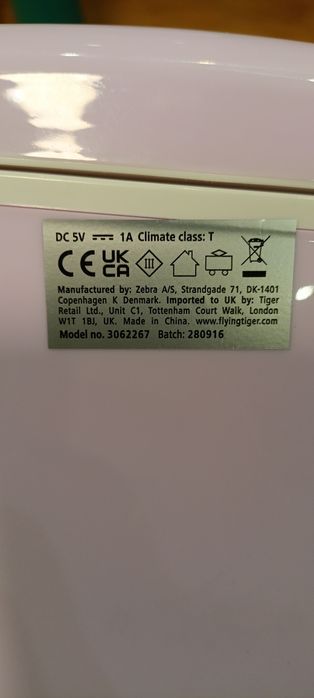 DC 5V ⎓ 1A Climate class: T
CE UK CA III
Manufactured by: Zebra A/S, Strandgade 71, DK-1401
Copenhagen K Denmark. Imported to UK by: Tiger
Retail Ltd., Unit C1, Tottenham Court Walk, London
W1T 1BJ, UK. Made in China. www.flyingtiger.com
Model no. 3062267 Batch: 280916